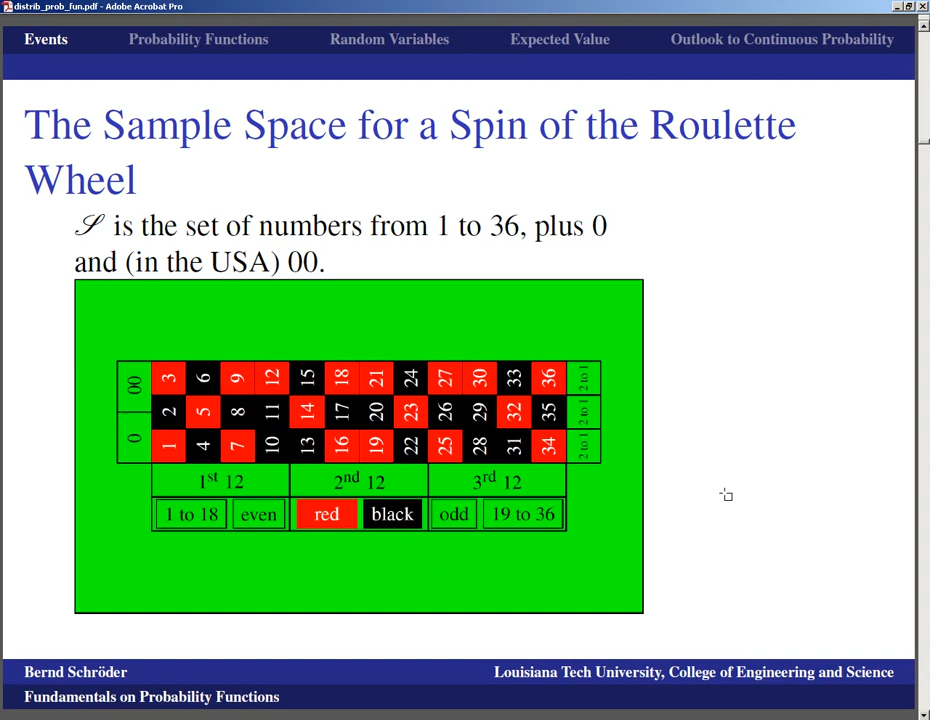 distrib_prob_fun.pdf - Adobe Acrobat Pro
Events Probability Functions Random Variables Expected Value Outlook to Continuous Probability
The Sample Space for a Spin of the Roulette
Wheel
𝒮 is the set of numbers from 1 to 36, plus 0
and (in the USA) 00.
00 3 6 9 12 15 18 21 24 27 30 33 36 2 to 1
2 5 8 11 14 17 20 23 26 29 32 35 2 to 1
0 1 4 7 10 13 16 19 22 25 28 31 34 2 to 1
1st 12 2nd 12 3rd 12
1 to 18 even red black odd 19 to 36
Bernd Schröder Louisiana Tech University, College of Engineering and Science
Fundamentals on Probability Functions